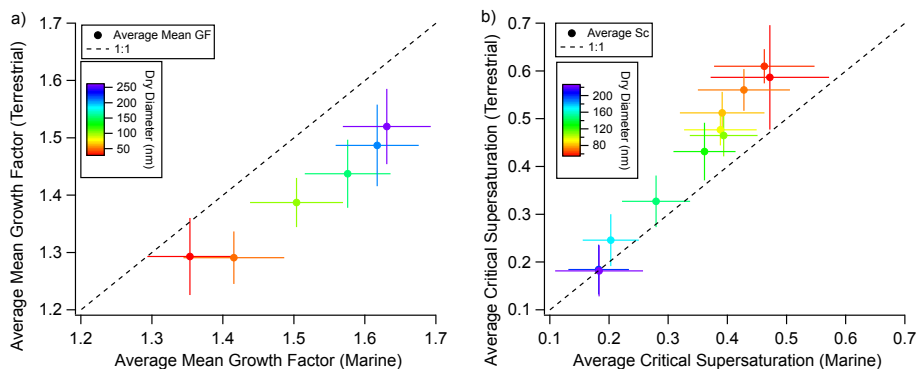 a)
Average Mean GF
1:1
Dry Diameter (nm)
250
200
150
100
50
Average Mean Growth Factor (Terrestrial)
1.7
1.6
1.5
1.4
1.3
1.2
1.2 1.3 1.4 1.5 1.6 1.7
Average Mean Growth Factor (Marine)
b)
Average Sc
1:1
Dry Diameter (nm)
200
160
120
80
Average Critical Supersaturation (Terrestrial)
0.7
0.6
0.5
0.4
0.3
0.2
0.1
0.1 0.2 0.3 0.4 0.5 0.6 0.7
Average Critical Supersaturation (Marine)